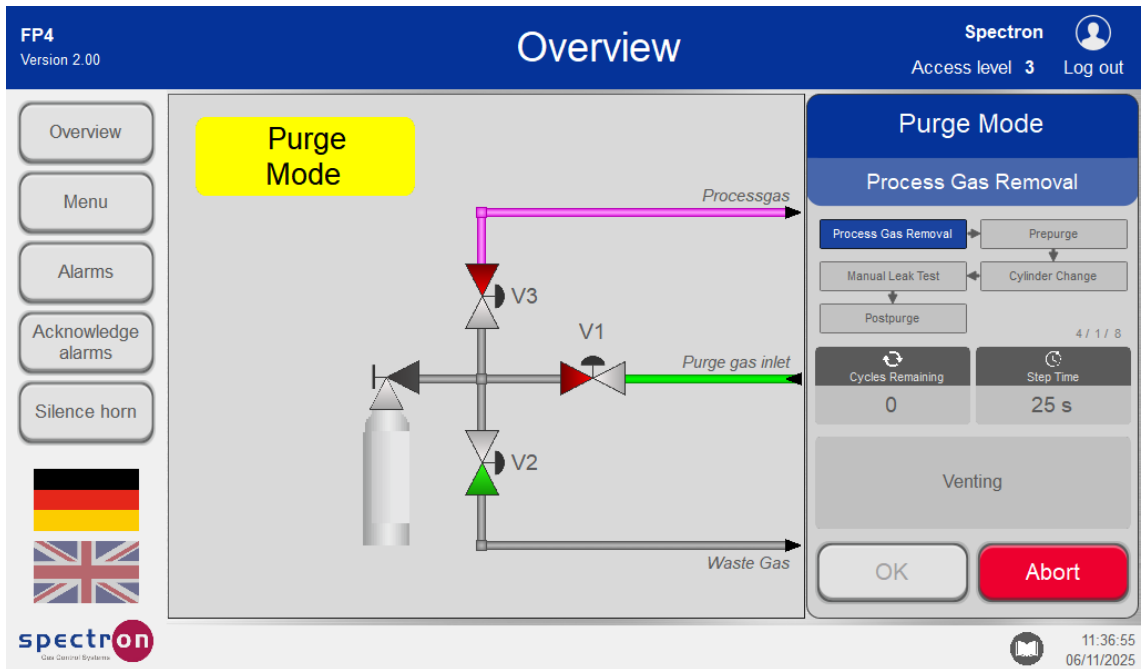 FP4
Version 2.00
Overview
Spectron
Access level 3
Log out
Overview
Menu
Alarms
Acknowledge
alarms
Silence horn
spectron
Gas Control Systems
Purge
Mode
Processgas
V3
V1
Purge gas inlet
V2
Waste Gas
Purge Mode
Process Gas Removal
Process Gas Removal
Prepurge
Manual Leak Test
Cylinder Change
Postpurge
4 / 1 / 8
Cycles Remaining
Step Time
0
25 s
Venting
OK
Abort
11:36:55
06/11/2025